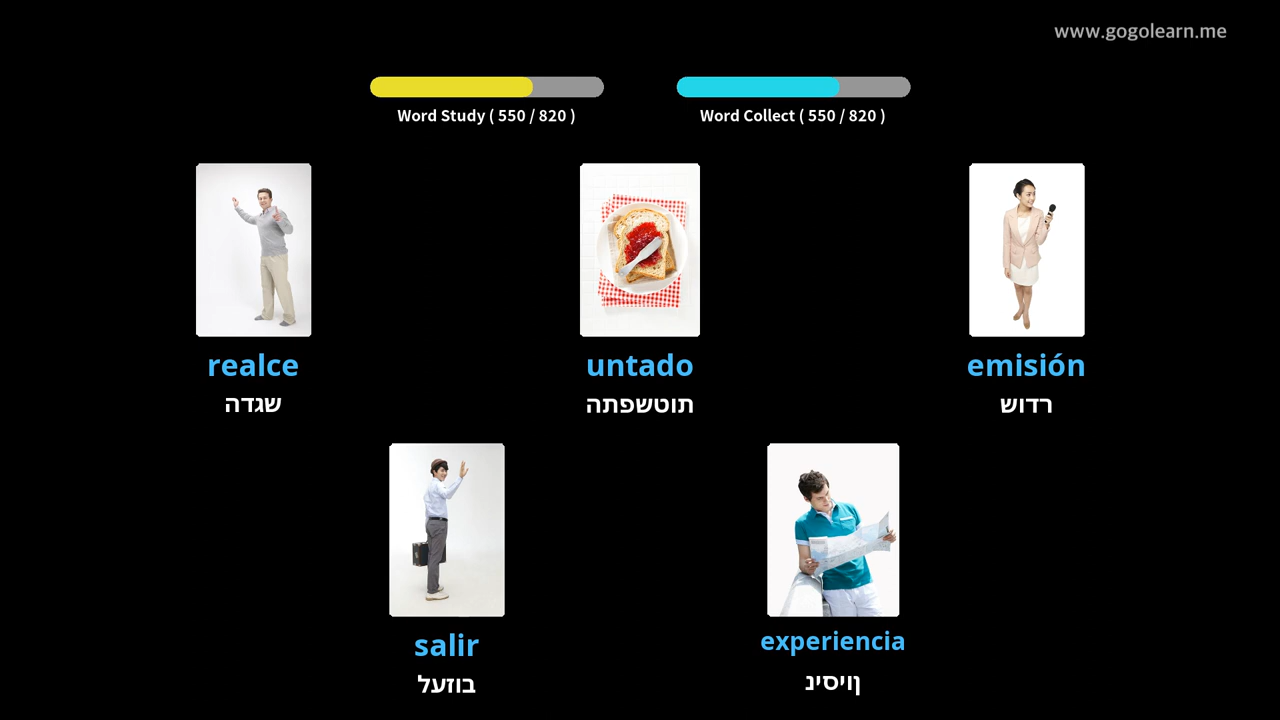 www.gogolearn.me
Word Study ( 550 / 820 )
Word Collect ( 550 / 820 )
realce
שגדה
untado
תוטשפתה
emisión
רדוש
salir
בוזעל
experiencia
ןויסינ